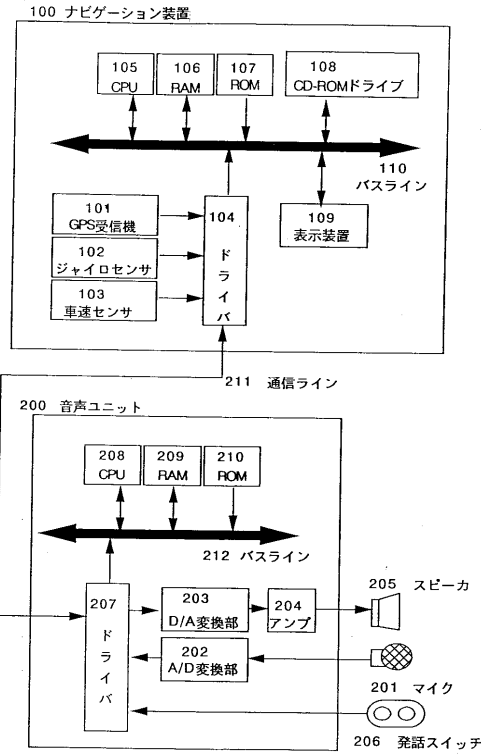 100 ナビゲーション装置
105
CPU
106
RAM
107
ROM
108
CD-ROMドライブ
110
バスライン
101
GPS受信機
102
ジャイロセンサ
103
車速センサ
104
ドライバ
109
表示装置
211 通信ライン
200 音声ユニット
208
CPU
209
RAM
210
ROM
212 バスライン
207
ドライバ
203
D/A変換部
204
アンプ
205 スピーカ
202
A/D変換部
201 マイク
206 発話スイッチ